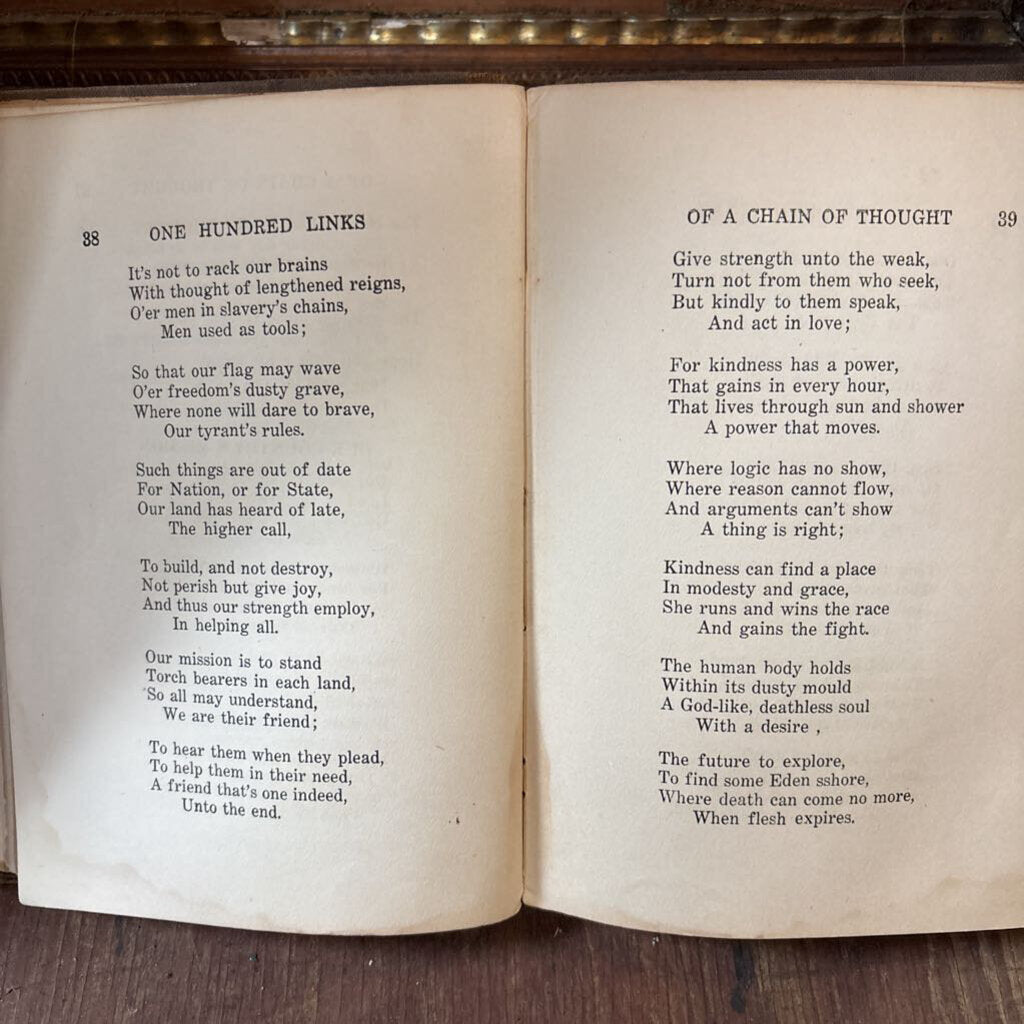 38 ONE HUNDRED LINKS
It's not to rack our brains
With thought of lengthened reigns,
O'er men in slavery's chains,
Men used as tools;
So that our flag may wave
O'er freedom's dusty grave,
Where none will dare to brave,
Our tyrant's rules.
Such things are out of date
For Nation, or for State,
Our land has heard of late,
The higher call,
To build, and not destroy,
Not perish but give joy,
And thus our strength employ,
In helping all.
Our mission is to stand
Torch bearers in each land,
So all may understand,
We are their friend;
To hear them when they plead,
To help them in their need,
A friend that's one indeed,
Unto the end.
OF A CHAIN OF THOUGHT 39
Give strength unto the weak,
Turn not from them who seek,
But kindly to them speak,
And act in love;
For kindness has a power,
That gains in every hour,
That lives through sun and shower
A power that moves.
Where logic has no show,
Where reason cannot flow,
And arguments can't show
A thing is right;
Kindness can find a place
In modesty and grace,
She runs and wins the race
And gains the fight.
The human body holds
Within its dusty mould
A God-like, deathless soul
With a desire ,
The future to explore,
To find some Eden sshore,
Where death can come no more,
When flesh expires.